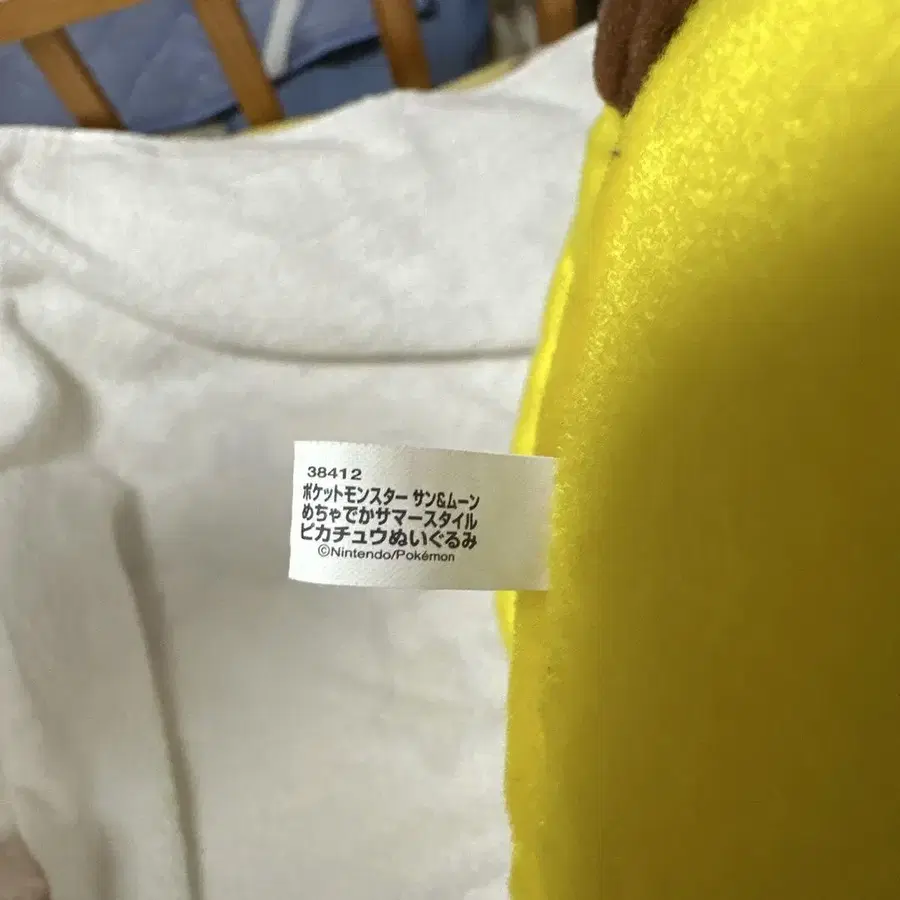 38412
ポケットモンスター サン&ムーン
めちゃでかサマースタイル
ピカチュウぬいぐるみ
©Nintendo/Pokémon